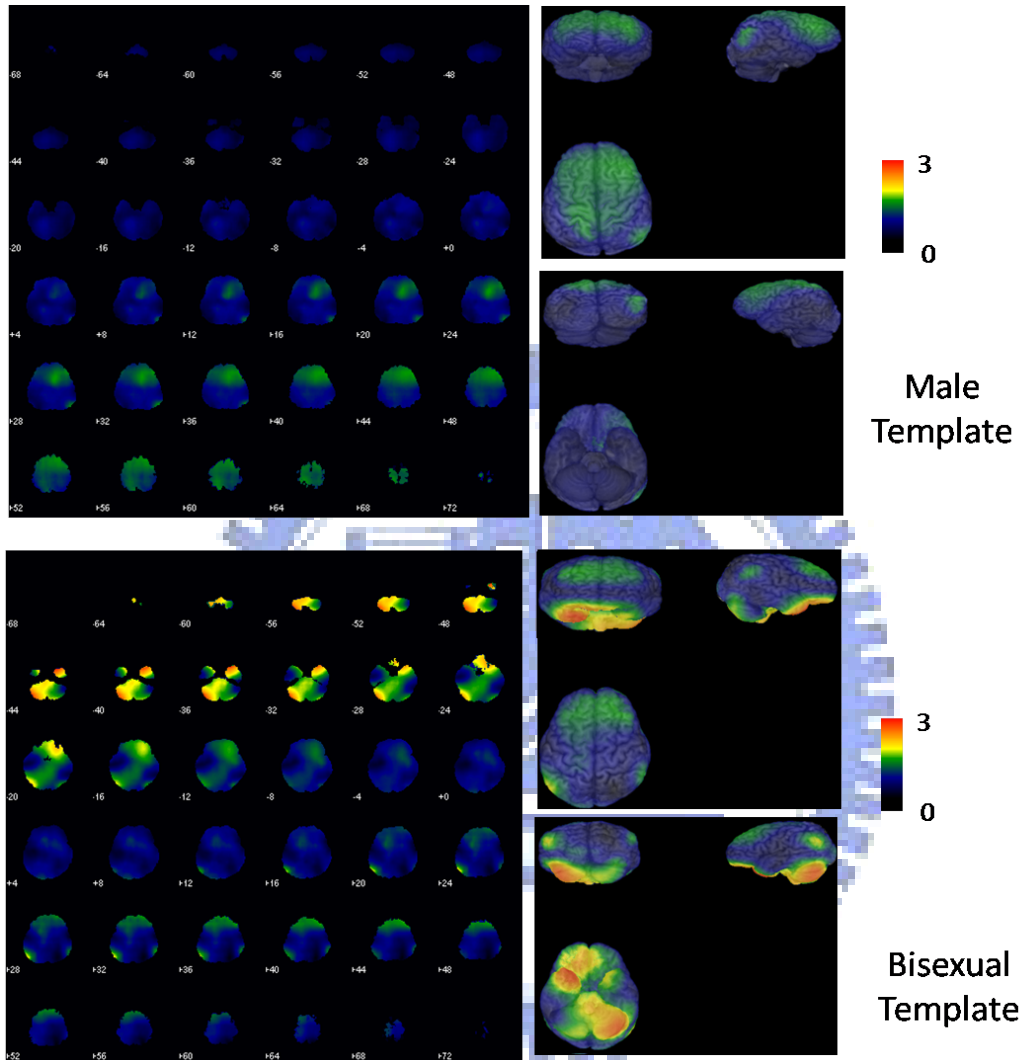 -68 -64 -60 -56 -52 -48
3
-44 -40 -36 -32 -28 -24
0
-20 -16 -12 -8 -4 +0
+4 +8 +12 +16 +20 +24
Male
Template
+28 +32 +36 +40 +44 +48
+52 +56 +60 +64 +68 +72
-68 -64 -60 -56 -52 -48
-44 -40 -36 -32 -28 -24
3
-20 -16 -12 -8 -4 +0
0
+4 +8 +12 +16 +20 +24
+28 +32 +36 +40 +44 +48
Bisexual
Template
+52 +56 +60 +64 +68 +72